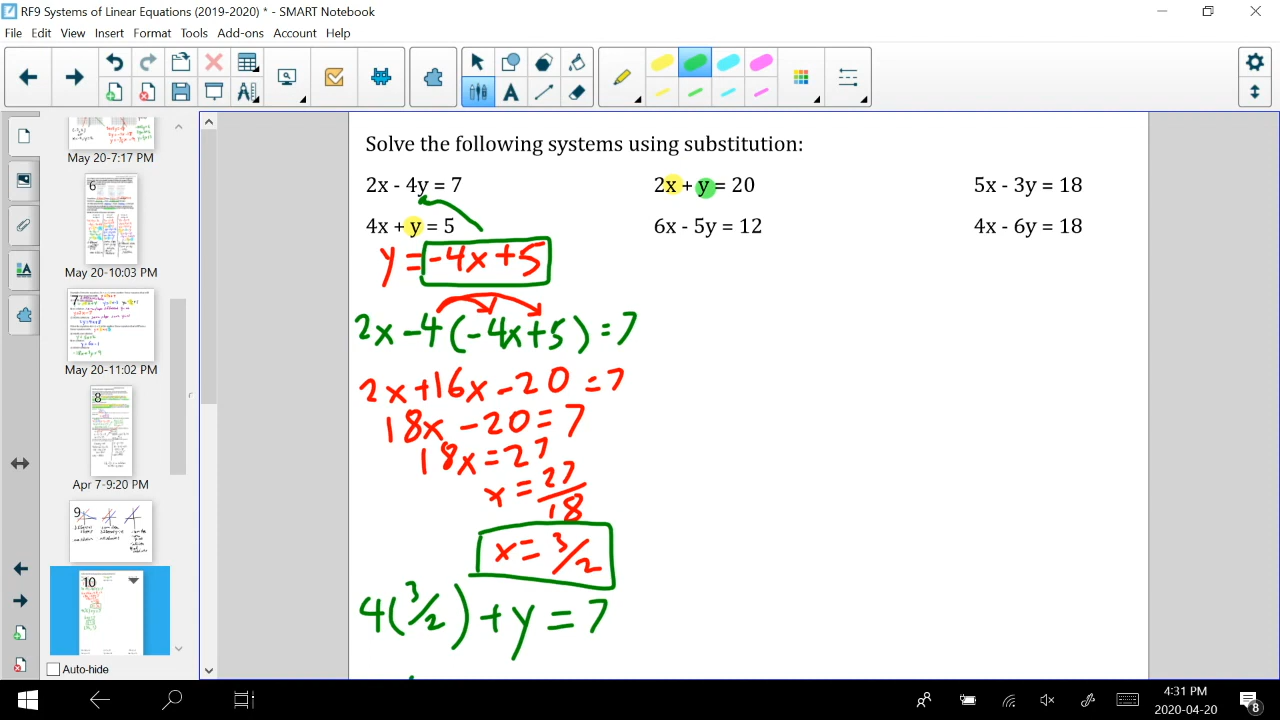 RF9 Systems of Linear Equations (2019-2020) * - SMART Notebook
File Edit View Insert Format Tools Add-ons Account Help
May 20-7:17 PM
6
May 20-10:03 PM
7
May 20-11:02 PM
8
Apr 7-9:20 PM
9
10
Auto-hide
Solve the following systems using substitution:
2x - 4y = 7
4x + y = 5
y = -4x + 5
2x - 4(-4x + 5) = 7
2x + 16x - 20 = 7
18x - 20 = 7
18x = 27
x = 27/18
x = 3/2
4(3/2) + y = 7
2x + y = 20
6x - 5y = 12
5x - 3y = 18
4x - 6y = 18
4:31 PM
2020-04-20
8